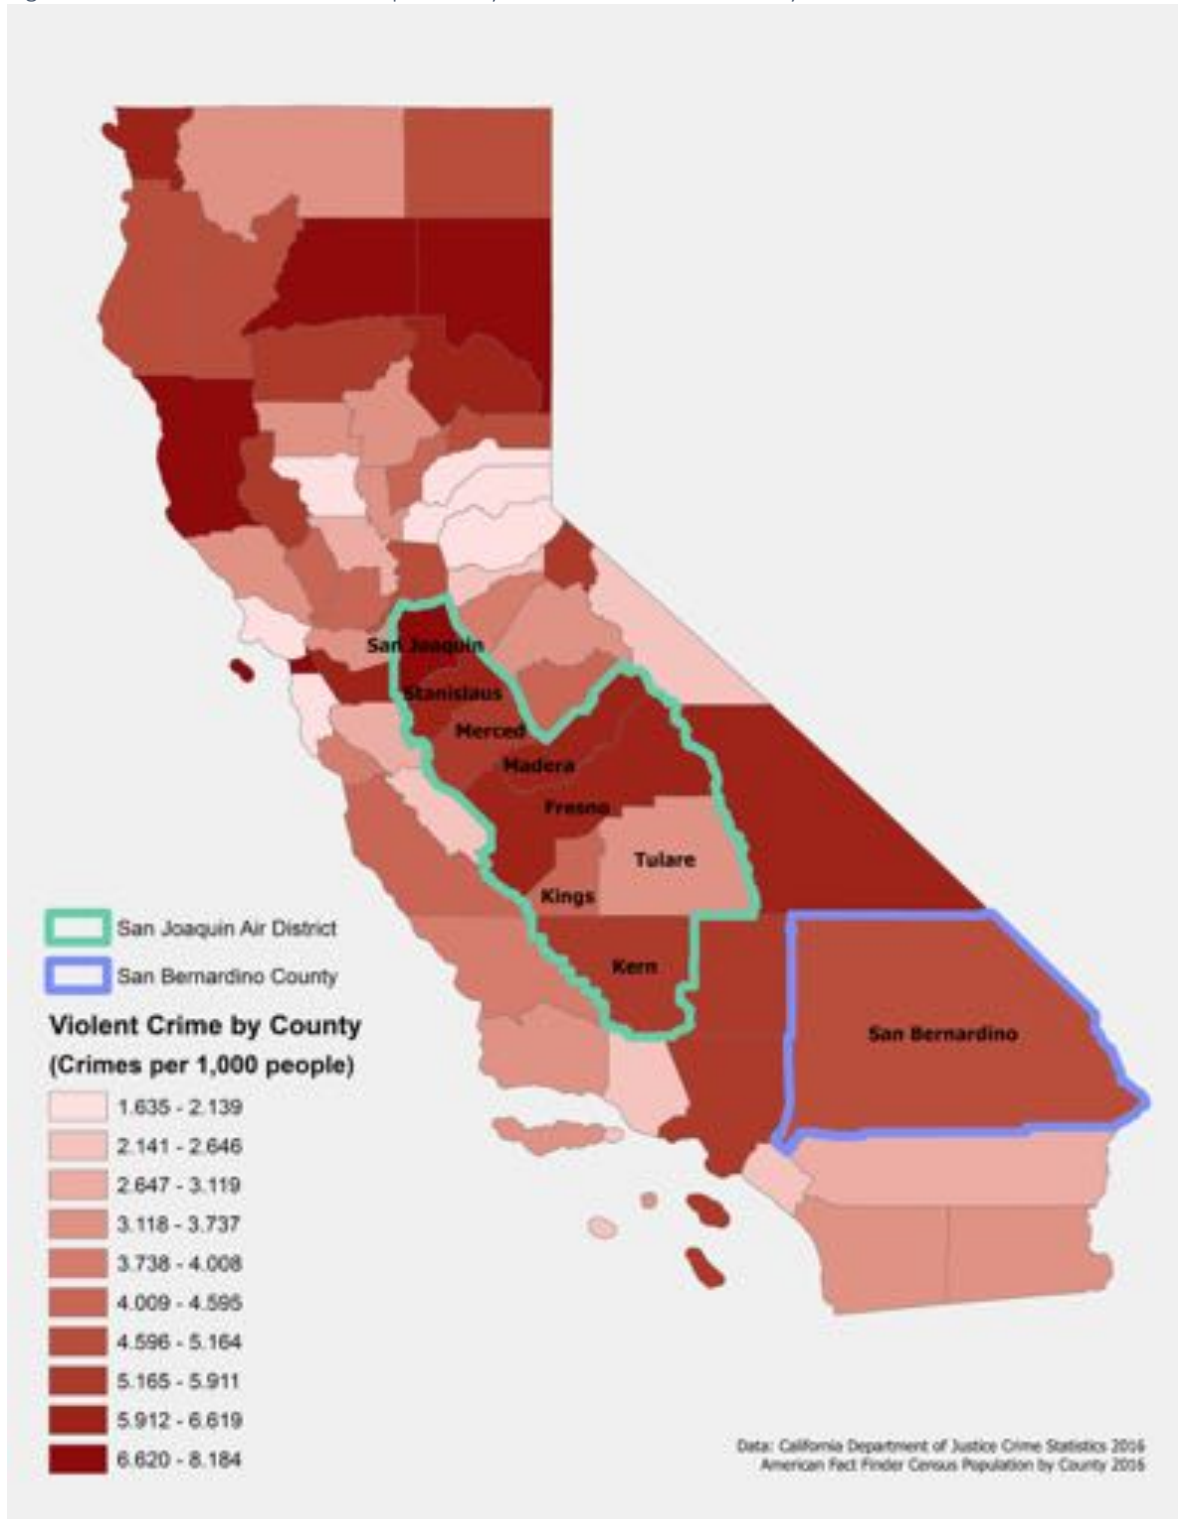 San Joaquin
Stanislaus
Merced
Madera
Fresno
Tulare
Kings
Kern
San Bernardino
San Joaquin Air District
San Bernardino County
Violent Crime by County
(Crimes per 1,000 people)
1.635 - 2.139
2.141 - 2.646
2.647 - 3.119
3.118 - 3.737
3.738 - 4.008
4.009 - 4.595
4.596 - 5.164
5.165 - 5.911
5.912 - 6.619
6.620 - 8.184
Data: California Department of Justice Crime Statistics 2016
American Fact Finder Census Population by County 2016